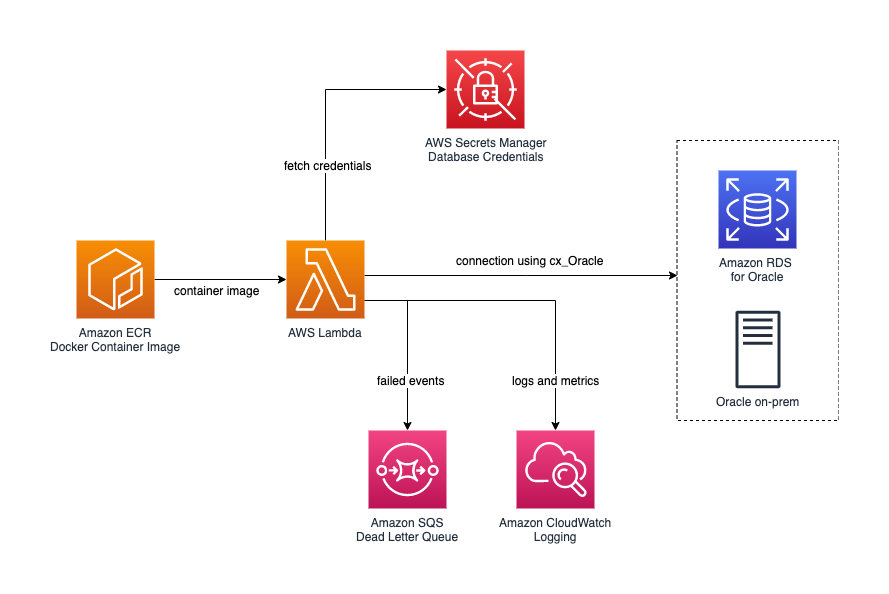 AWS Secrets Manager
Database Credentials
fetch credentials
Amazon RDS
for Oracle
connection using cx_Oracle
container image
Amazon ECR
Docker Container Image
AWS Lambda
failed events
logs and metrics
Oracle on-prem
Amazon SQS
Dead Letter Queue
Amazon CloudWatch
Logging